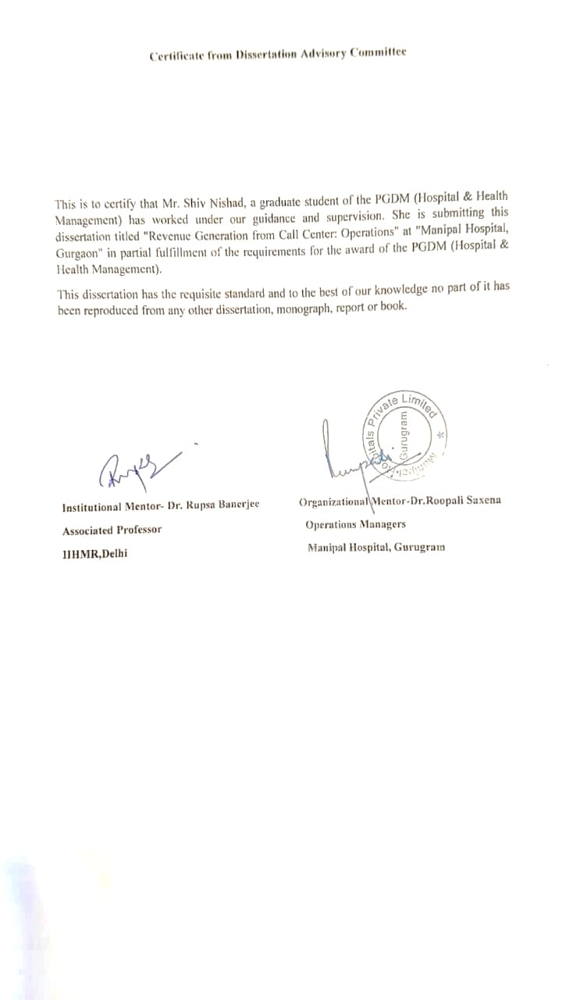 Certificate from Dissertation Advisory Committee
This is to certify that Mr. Shiv Nishad, a graduate student of the PGDM (Hospital & Health
Management) has worked under our guidance and supervision. She is submitting this
dissertation titled "Revenue Generation from Call Center: Operations" at "Manipal Hospital,
Gurgaon" in partial fulfillment of the requirements for the award of the PGDM (Hospital &
Health Management).
This dissertation has the requisite standard and to the best of our knowledge no part of it has
been reproduced from any other dissertation, monograph, report or book.
itals Private Limited *
Gurugram
Institutional Mentor- Dr. Rupsa Banerjee
Associated Professor
IIHMR,Delhi
Organizational Mentor-Dr.Roopali Saxena
Operations Managers
Manipal Hospital, Gurugram